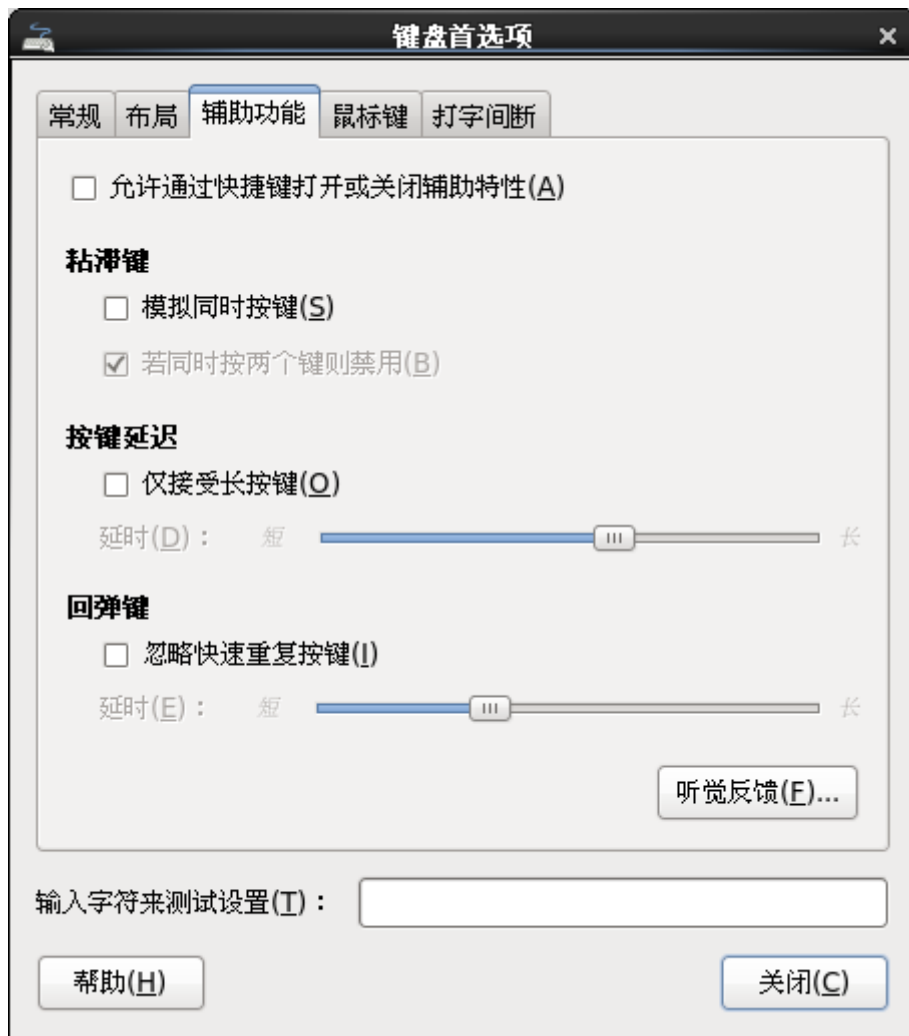 键盘首选项
常规 布局 辅助功能 鼠标键 打字间断
允许通过快捷键打开或关闭辅助特性(A)
粘滞键
模拟同时按键(S)
若同时按两个键则禁用(B)
按键延迟
仅接受长按键(O)
延时(D)： 短 长
回弹键
忽略快速重复按键(I)
延时(E)： 短 长
听觉反馈(F)...
输入字符来测试设置(T)：
帮助(H) 关闭(C)